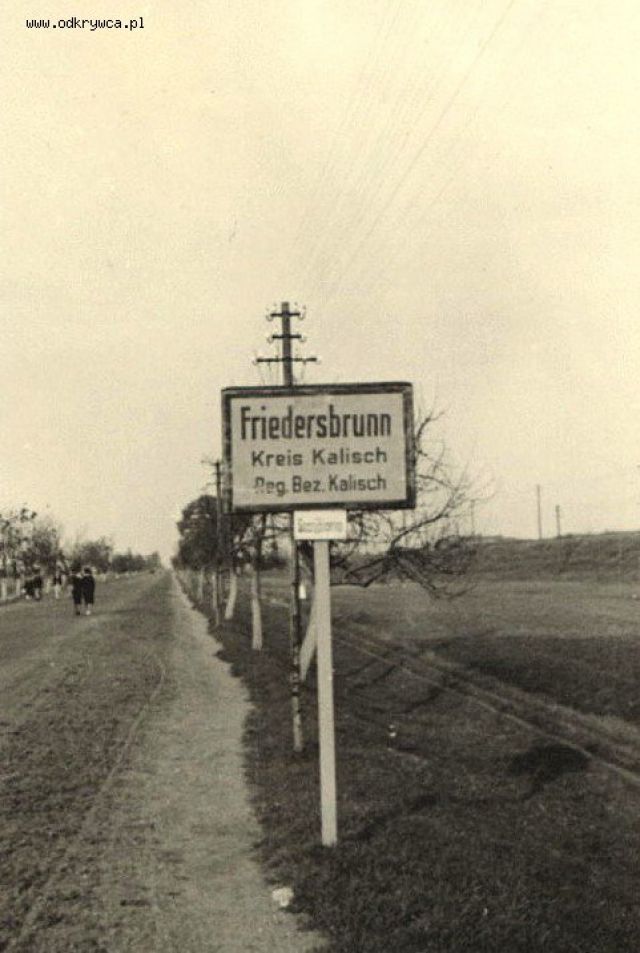 www.odkrywca.pl
Friedersbrunn
Kreis Kalisch
Reg. Bez. Kalisch